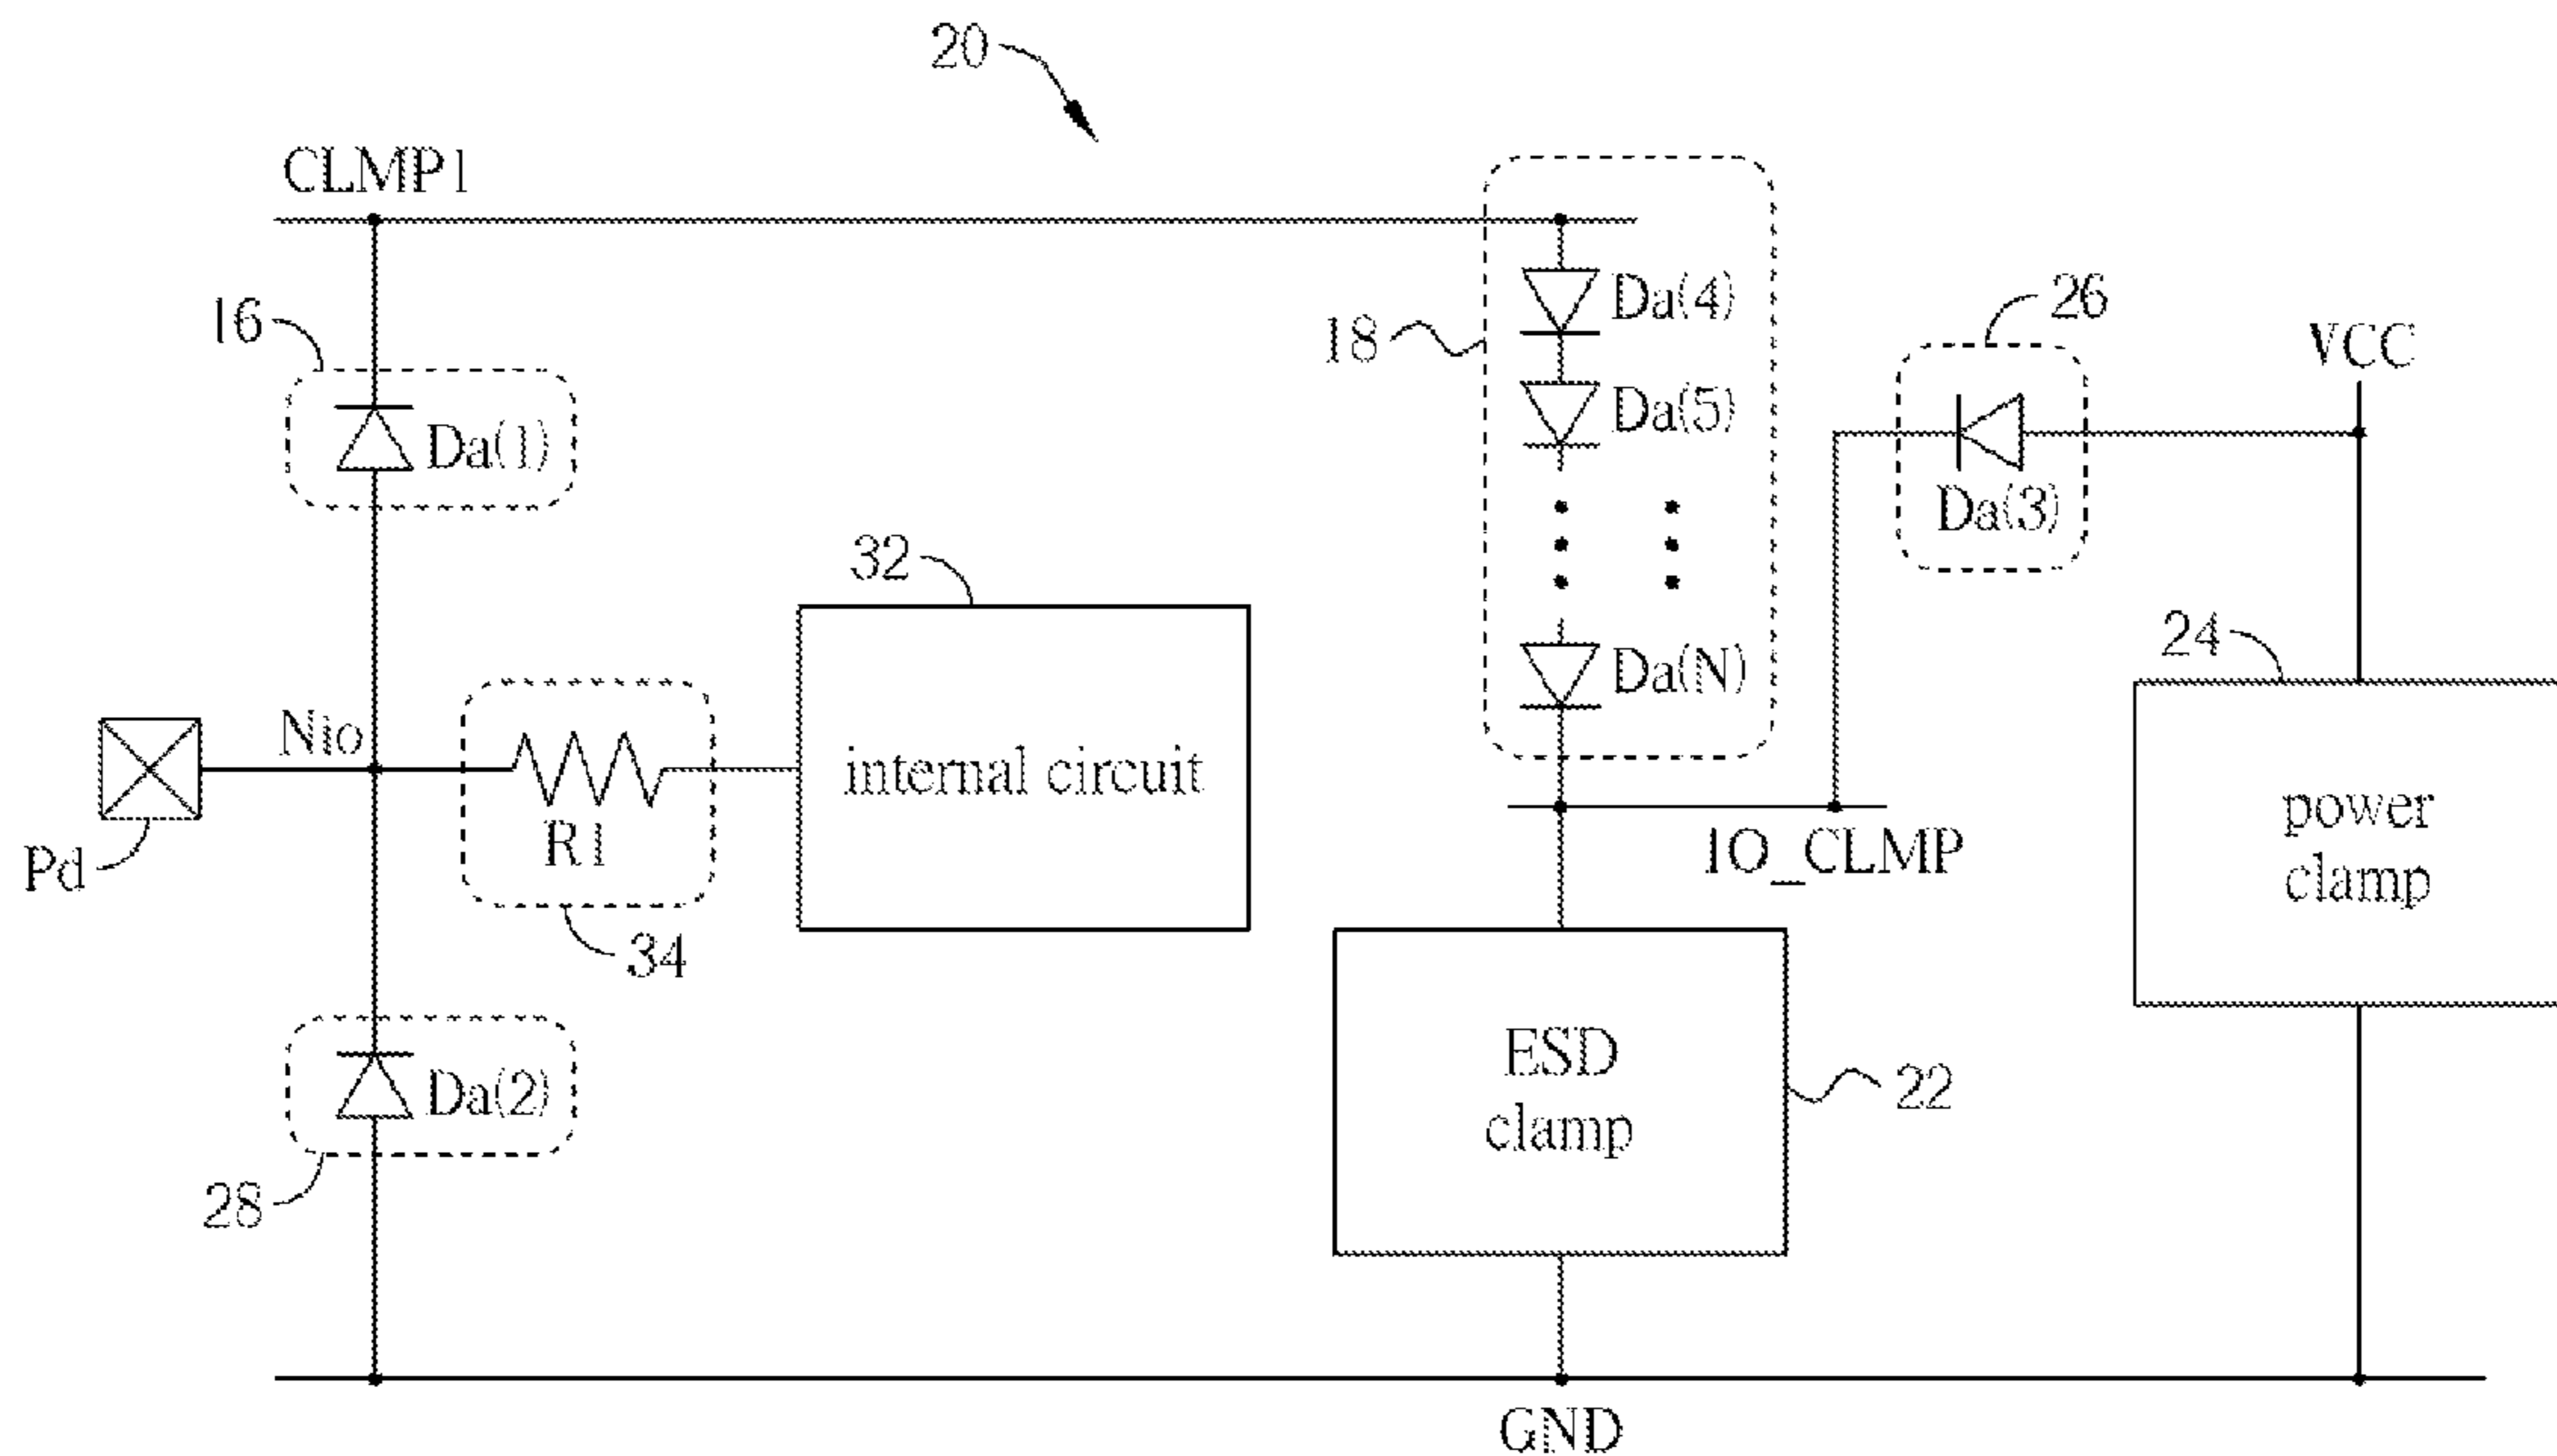 20
CLMP1
16
Da(1)
18
Da(4)
Da(5)
Da(N)
26
Da(3)
VCC
32
internal circuit
24
power
clamp
Nio
R1
34
Pd
IO_CLMP
ESD
clamp
22
Da(2)
28
GND